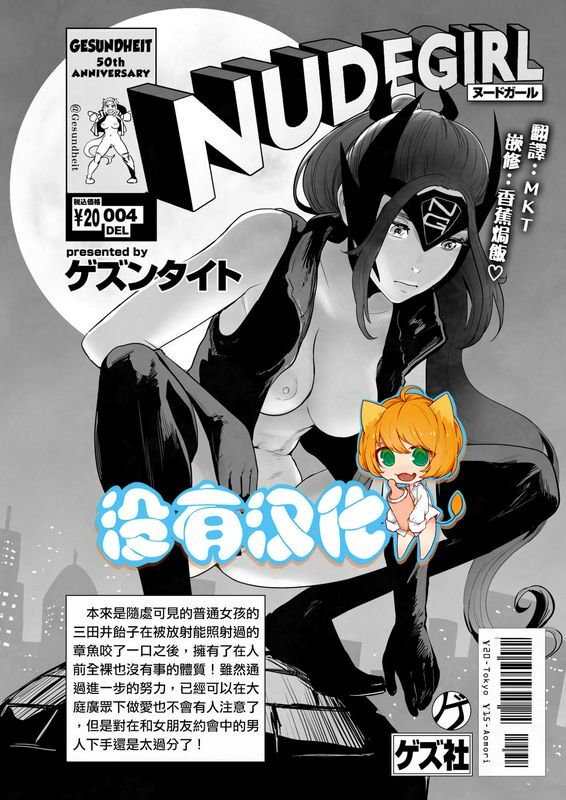 GESUNDHEIT
50th
ANNIVERSARY
@Gesundheit
税込価格
¥20
004
DEL
presented by
ゲズンタイト
NUDEGIRL
ヌードガール
NG
翻譯：MKT
嵌修：香蕉焗飯♡
没有汉化
本來是隨處可見的普通女孩的
三田井飴子在被放射能照射過的
章魚咬了一口之後，擁有了在人
前全裸也沒有事的體質！雖然通
過進一步的努力，已經可以在大
庭廣眾下做愛也不會有人注意了
，但是對在和女朋友約會中的男
人下手還是太過分了！
ゲ
ゲズ社
Y20-Tokyo Y15-Aomori